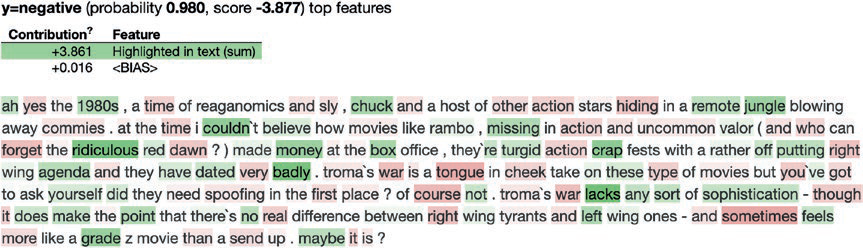 y=negative (probability 0.980, score -3.877) top features
Contribution? Feature
+3.861 Highlighted in text (sum)
+0.016 <BIAS>
ah yes the 1980s , a time of reaganomics and sly , chuck and a host of other action stars hiding in a remote jungle blowing
away commies . at the time i couldn`t believe how movies like rambo , missing in action and uncommon valor ( and who can
forget the ridiculous red dawn ? ) made money at the box office , they`re turgid action crap fests with a rather off putting right
wing agenda and they have dated very badly . troma`s war is a tongue in cheek take on these type of movies but you`ve got
to ask yourself did they need spoofing in the first place ? of course not . troma`s war lacks any sort of sophistication - though
it does make the point that there`s no real difference between right wing tyrants and left wing ones - and sometimes feels
more like a grade z movie than a send up . maybe it is ?